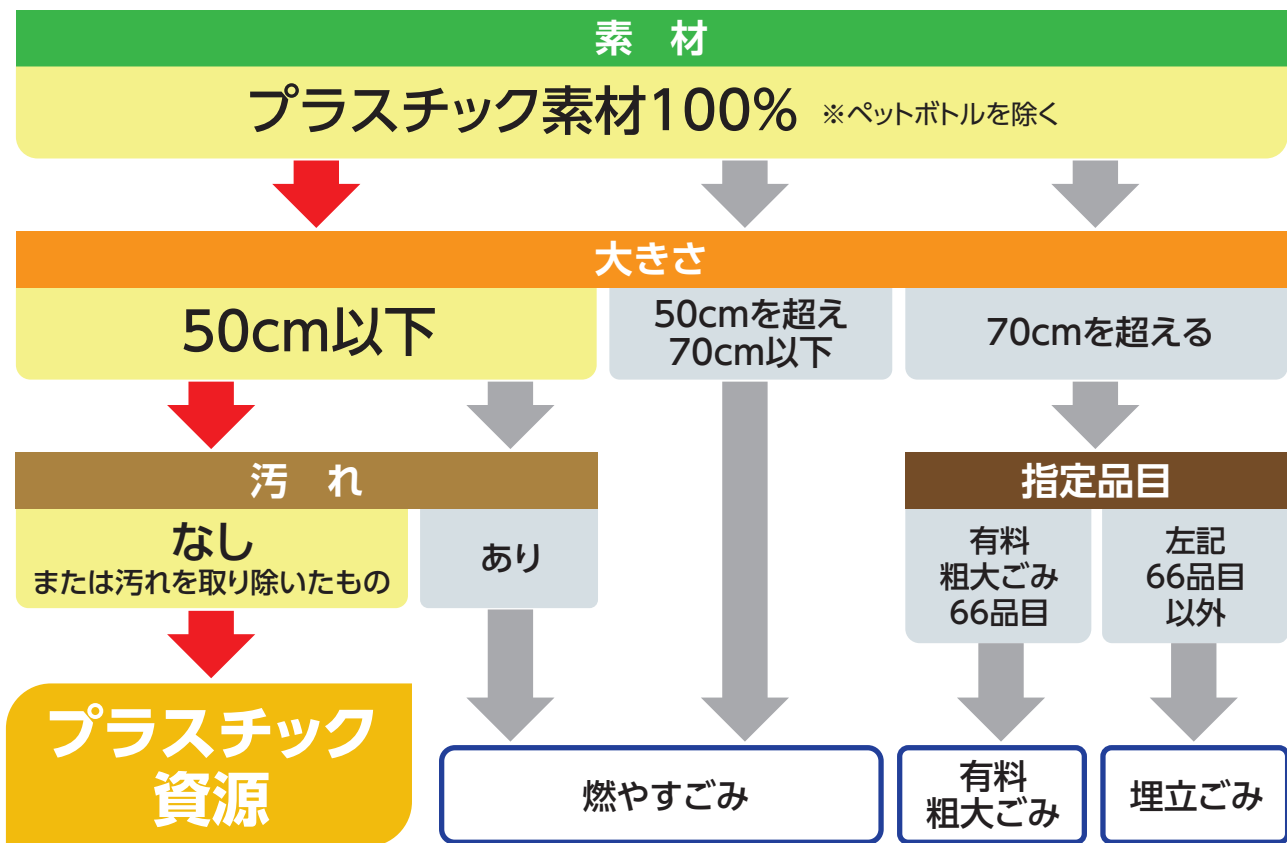 素　材
プラスチック素材100% ※ペットボトルを除く
大きさ
50cm以下
50cmを超え
70cm以下
70cmを超える
汚　れ
なし
または汚れを取り除いたもの
あり
指定品目
有料
粗大ごみ
66品目
左記
66品目
以外
プラスチック
資源
燃やすごみ
有料
粗大ごみ
埋立ごみ